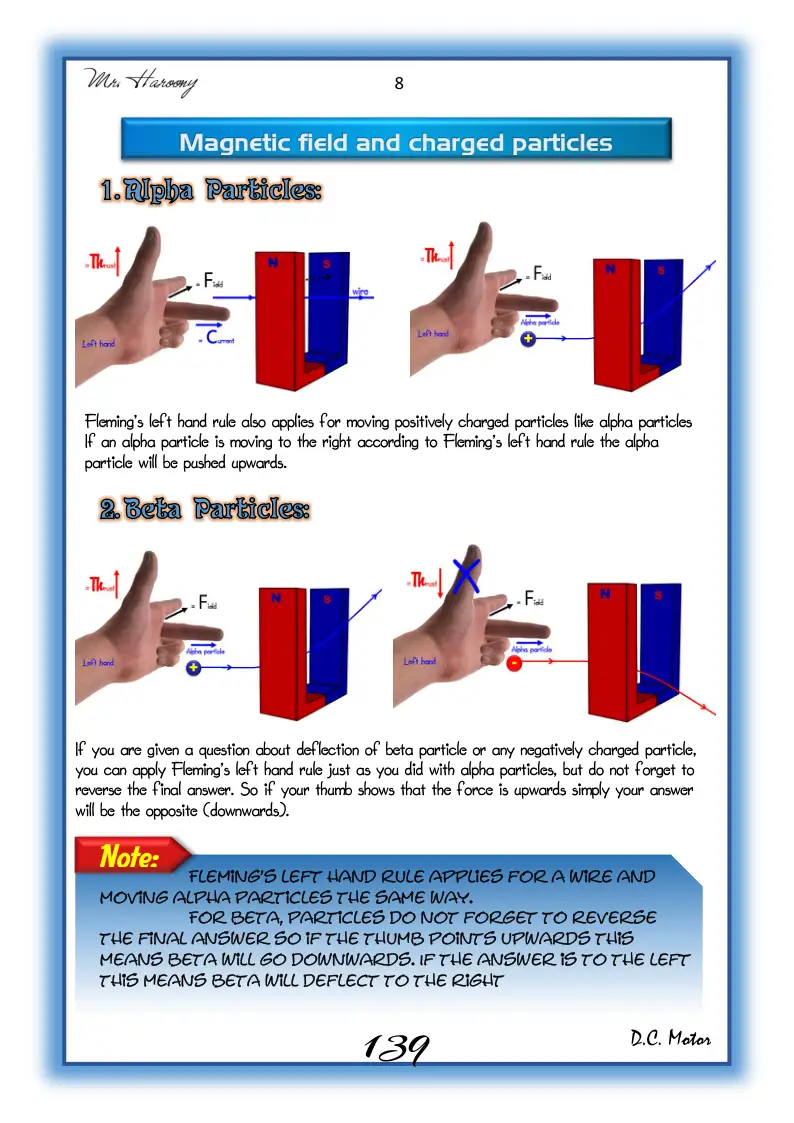 Mr. Haroony
8
Magnetic field and charged particles
1. Alpha Particles:
= Thrust
= Field
Left hand
= Current
N S
wire
= Thrust
= Field
Left hand
Alpha particle
+
N S
Fleming's left hand rule also applies for moving positively charged particles like alpha particles
If an alpha particle is moving to the right according to Fleming's left hand rule the alpha
particle will be pushed upwards.
2. Beta Particles:
= Thrust
= Field
Left hand
Alpha particle
+
N S
= Thrust
= Field
Left hand
Alpha particle
-
N S
If you are given a question about deflection of beta particle or any negatively charged particle,
you can apply Fleming's left hand rule just as you did with alpha particles, but do not forget to
reverse the final answer. So if your thumb shows that the force is upwards simply your answer
will be the opposite (downwards).
Note:
FLEMING'S LEFT HAND RULE APPLIES FOR A WIRE AND
MOVING ALPHA PARTICLES THE SAME WAY.
FOR BETA, PARTICLES DO NOT FORGET TO REVERSE
THE FINAL ANSWER SO IF THE THUMB POINTS UPWARDS THIS
MEANS BETA WILL GO DOWNWARDS. IF THE ANSWER IS TO THE LEFT
THIS MEANS BETA WILL DEFLECT TO THE RIGHT
139
D.C. Motor